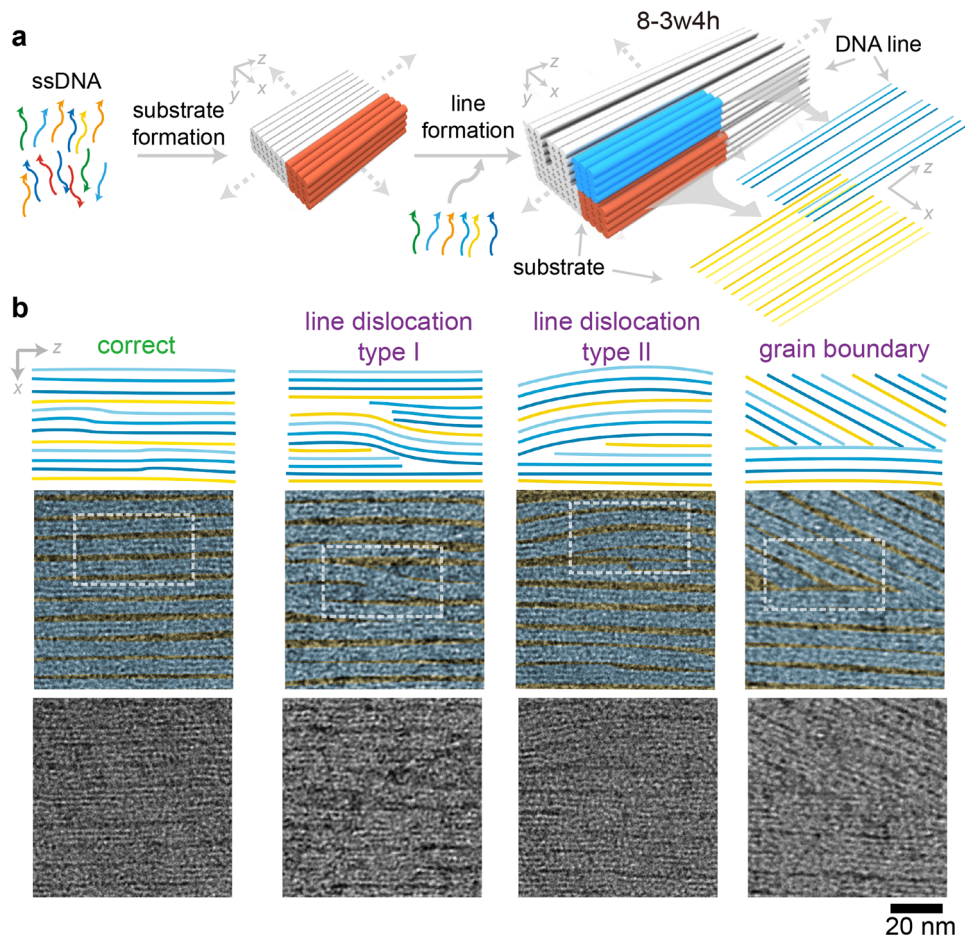 a
8-3w4h
ssDNA
substrate
formation
z
x
y
line
formation
z
x
y
DNA line
z
x
substrate
b
z
x
correct
line dislocation
type I
line dislocation
type II
grain boundary
20 nm